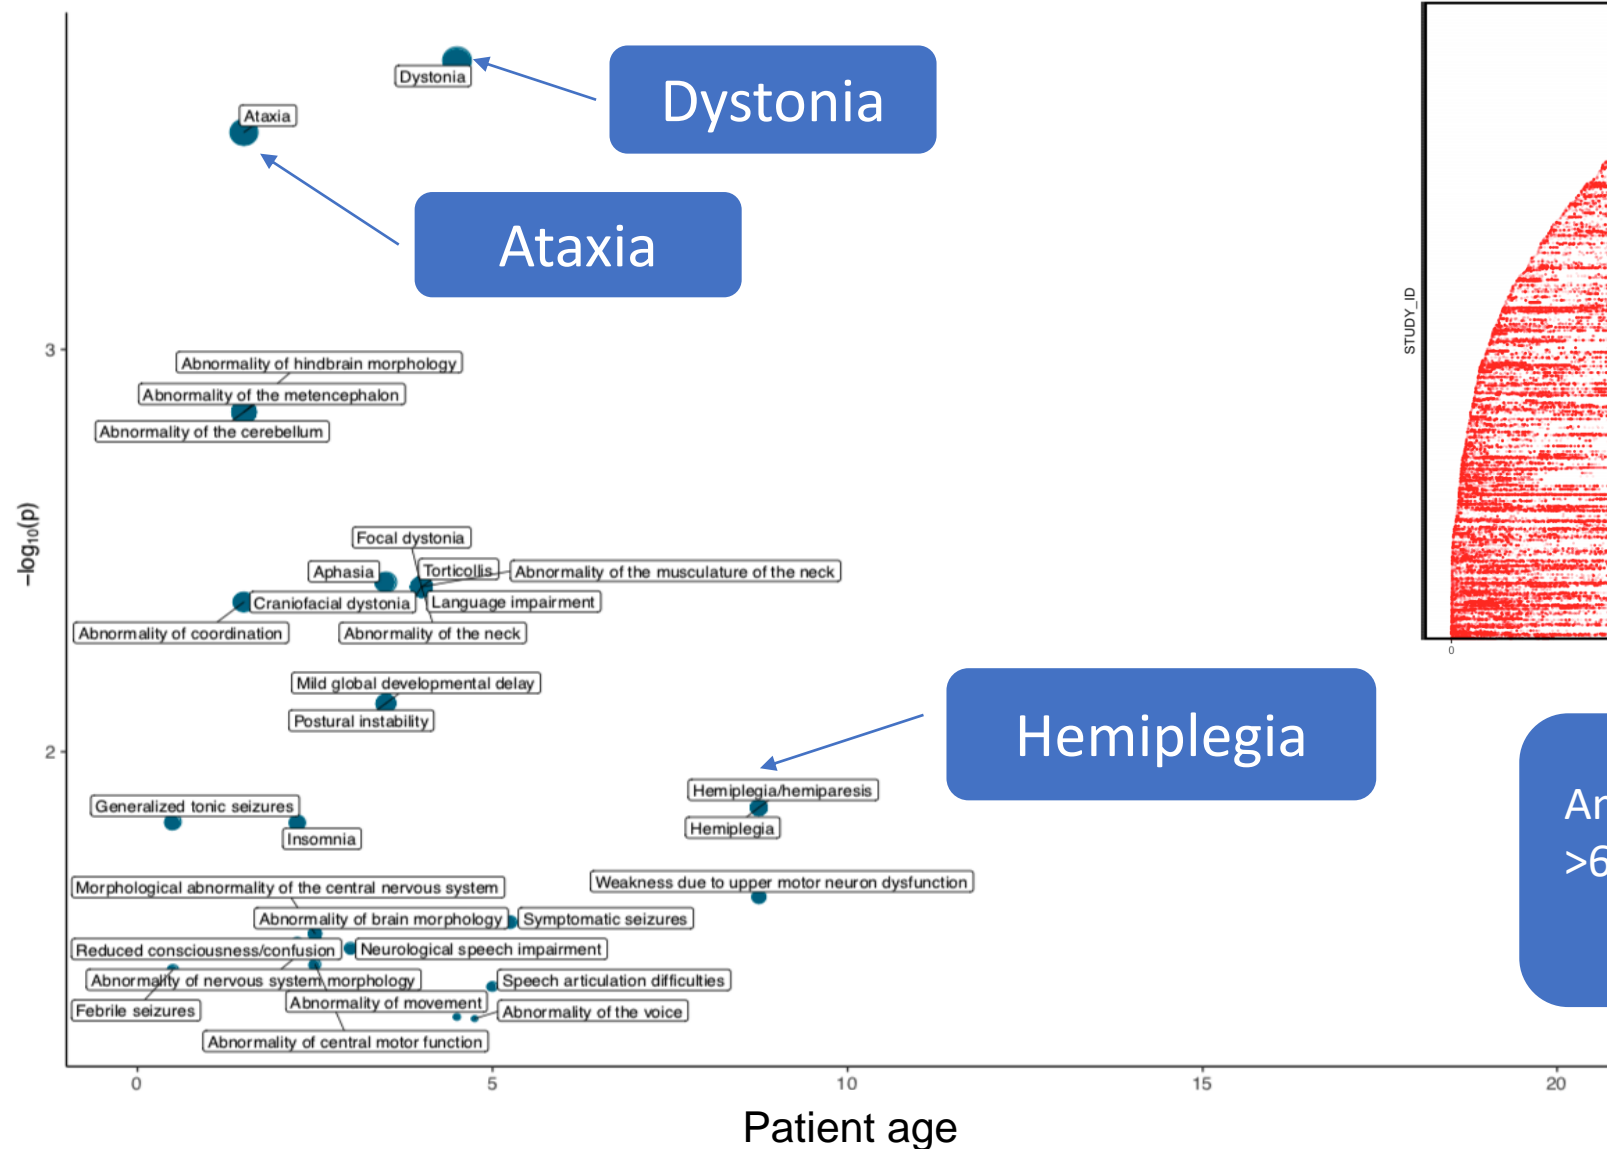 Dystonia
Dystonia
Ataxia
Ataxia
STUDY_ID
0
3
Abnormality of hindbrain morphology
Abnormality of the metencephalon
Abnormality of the cerebellum
−log10(p)
Focal dystonia
Aphasia
Torticollis
Abnormality of the musculature of the neck
Craniofacial dystonia
Language impairment
Abnormality of coordination
Abnormality of the neck
Mild global developmental delay
Postural instability
Hemiplegia
2
Hemiplegia/hemiparesis
Hemiplegia
Generalized tonic seizures
Insomnia
>6
Morphological abnormality of the central nervous system
Weakness due to upper motor neuron dysfunction
Abnormality of brain morphology
Symptomatic seizures
Reduced consciousness/confusion
Neurological speech impairment
Abnormality of nervous system morphology
Speech articulation difficulties
Febrile seizures
Abnormality of movement
Abnormality of the voice
Abnormality of central motor function
0 5 10 15 20
Patient age